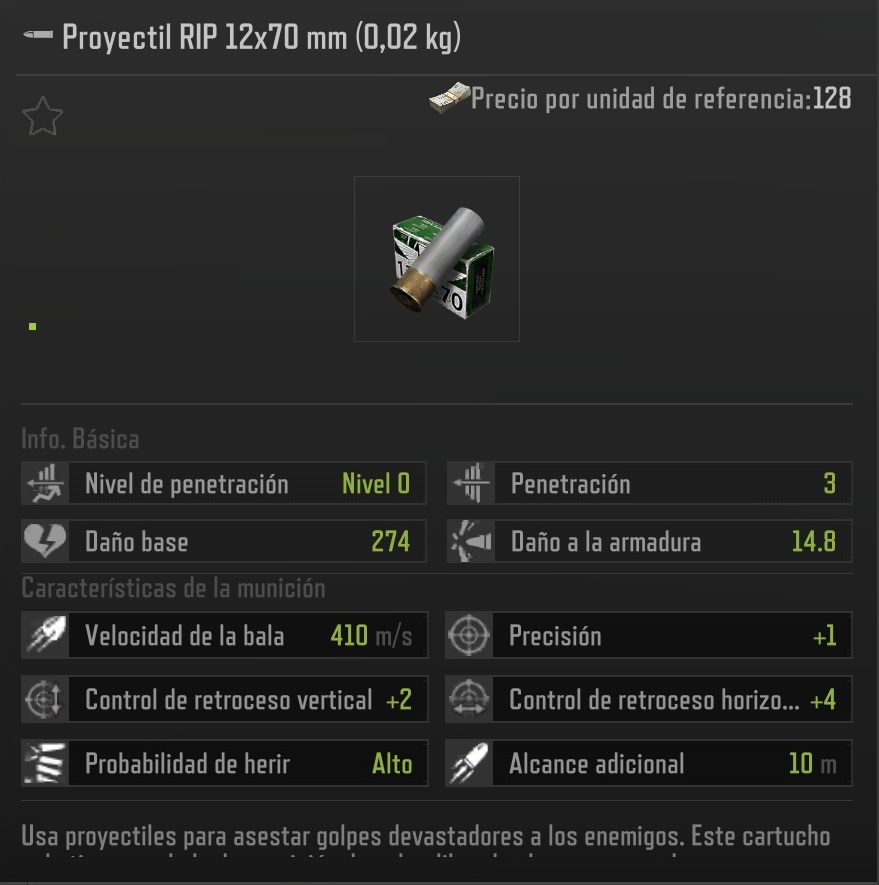 Proyectil RIP 12x70 mm (0,02 kg)
Precio por unidad de referencia:128
70
Info. Básica
Nivel de penetración Nivel 0
Penetración 3
Daño base 274
Daño a la armadura 14.8
Características de la munición
Velocidad de la bala 410 m/s
Precisión +1
Control de retroceso vertical +2
Control de retroceso horizo... +4
Probabilidad de herir Alto
Alcance adicional 10 m
Usa proyectiles para asestar golpes devastadores a los enemigos. Este cartucho